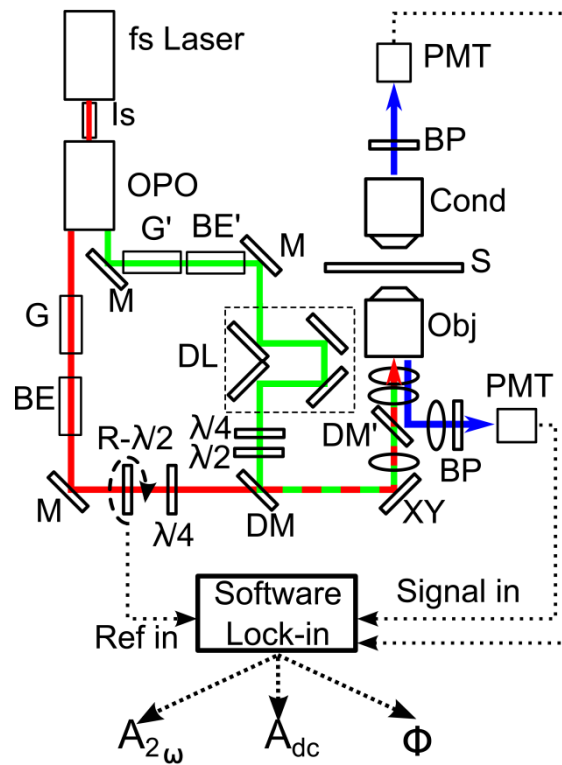 fs Laser
PMT
Is
BP
OPO
Cond
G'
BE'
M
S
M
G
DL
Obj
PMT
BE
λ/4
λ/2
DM'
BP
R-λ/2
M
λ/4
DM
XY
Software
Lock-in
Signal in
Ref in
A2ω
Adc
Φ